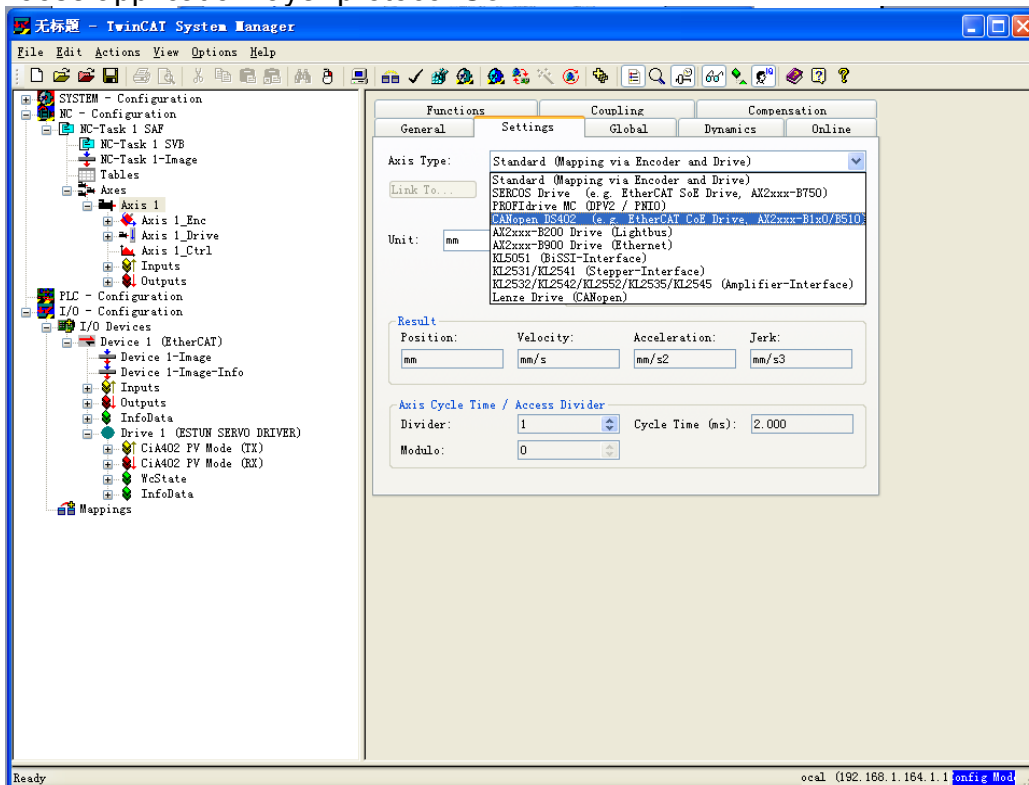 无标题 - TwinCAT System Manager
File Edit Actions View Options Help
SYSTEM - Configuration
NC - Configuration
NC-Task 1 SAF
NC-Task 1 SVB
NC-Task 1-Image
Tables
Axes
Axis 1
Axis 1_Enc
Axis 1_Drive
Axis 1_Ctrl
Inputs
Outputs
PLC - Configuration
I/O - Configuration
I/O Devices
Device 1 (EtherCAT)
Device 1-Image
Device 1-Image-Info
Inputs
Outputs
InfoData
Drive 1 (ESTUN SERVO DRIVER)
CiA402 PV Mode (TX)
CiA402 PV Mode (RX)
WcState
InfoData
Mappings
Functions Coupling Compensation
General Settings Global Dynamics Online
Axis Type: Standard (Mapping via Encoder and Drive)
Link To...
Standard (Mapping via Encoder and Drive)
SERCOS Drive (e.g. EtherCAT SoE Drive, AX2xxx-B750)
PROFIdrive MC (DPV2 / PNIO)
CANopen DS402 (e.g. EtherCAT CoE Drive, AX2xxx-B1x0/B510)
AX2xxx-B200 Drive (Lightbus)
AX2xxx-B900 Drive (Ethernet)
KL5051 (BiSSI-Interface)
KL2531/KL2541 (Stepper-Interface)
KL2532/KL2542/KL2552/KL2535/KL2545 (Amplifier-Interface)
Lenze Drive (CANopen)
Unit: mm
Result
Position: Velocity: Acceleration: Jerk:
mm mm/s mm/s2 mm/s3
Axis Cycle Time / Access Divider
Divider: 1 Cycle Time (ms): 2.000
Modulo: 0
Ready ocal (192.168.1.164.1.1 onfig Mod